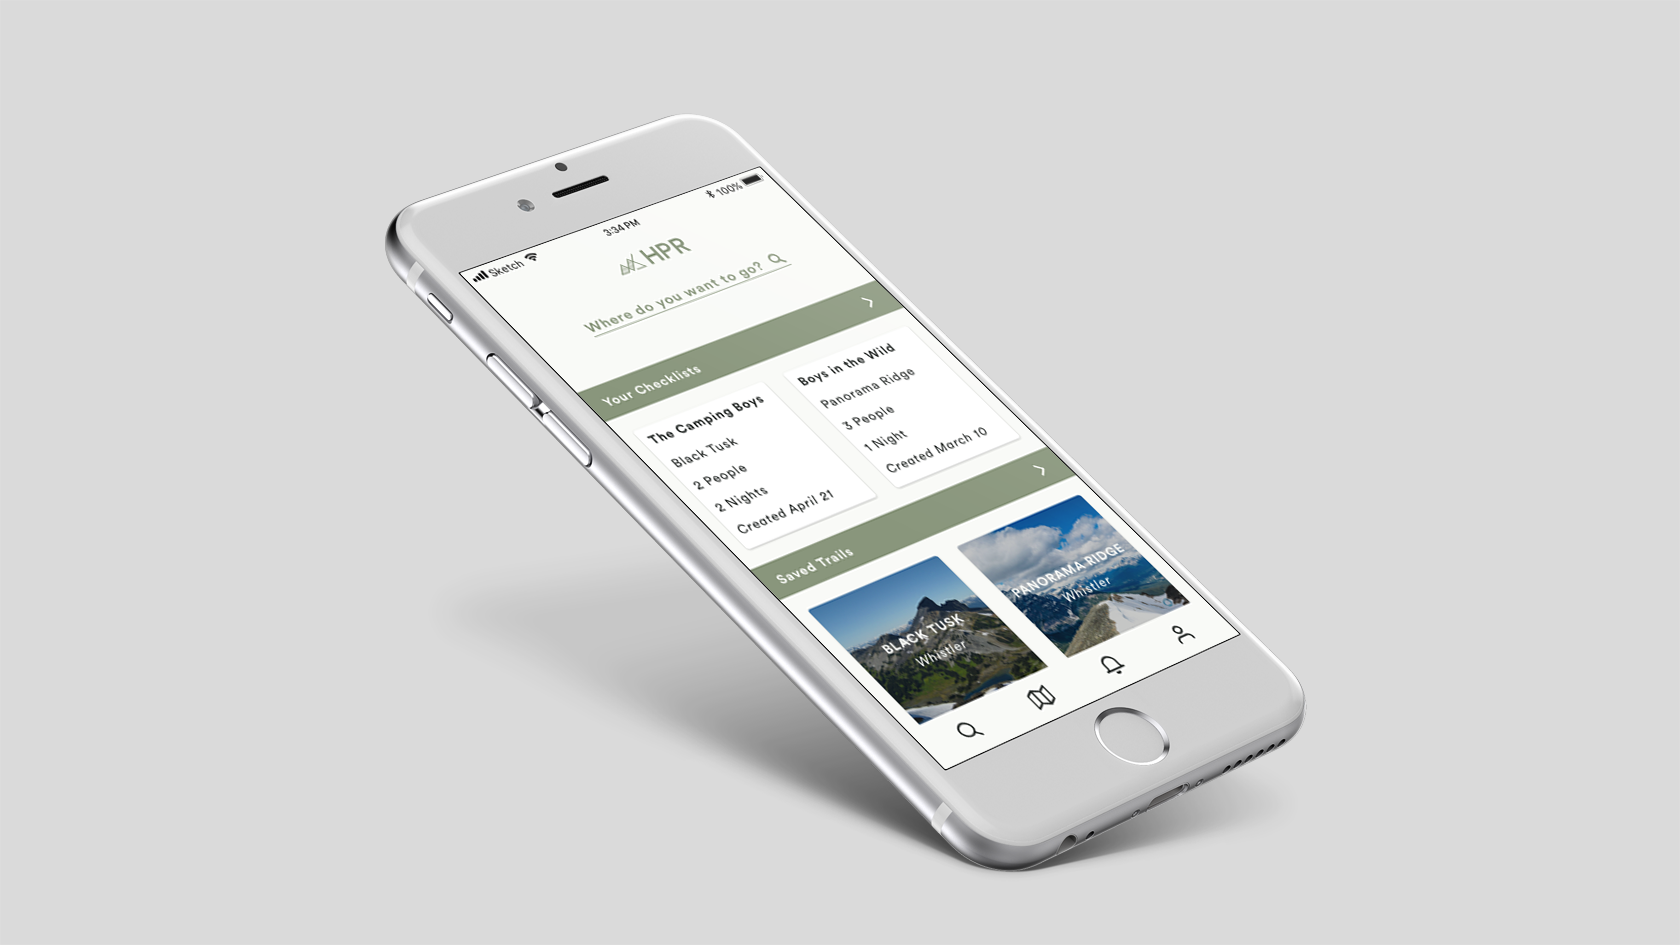 Sketch
3:34 PM
100%
HPR
Where do you want to go?
Your Checklists
The Camping Boys
Black Tusk
2 People
2 Nights
Created April 21
Boys in the Wild
Panorama Ridge
3 People
1 Night
Created March 10
Saved Trails
BLACK TUSK
Whistler
PANORAMA RIDGE
Whistler